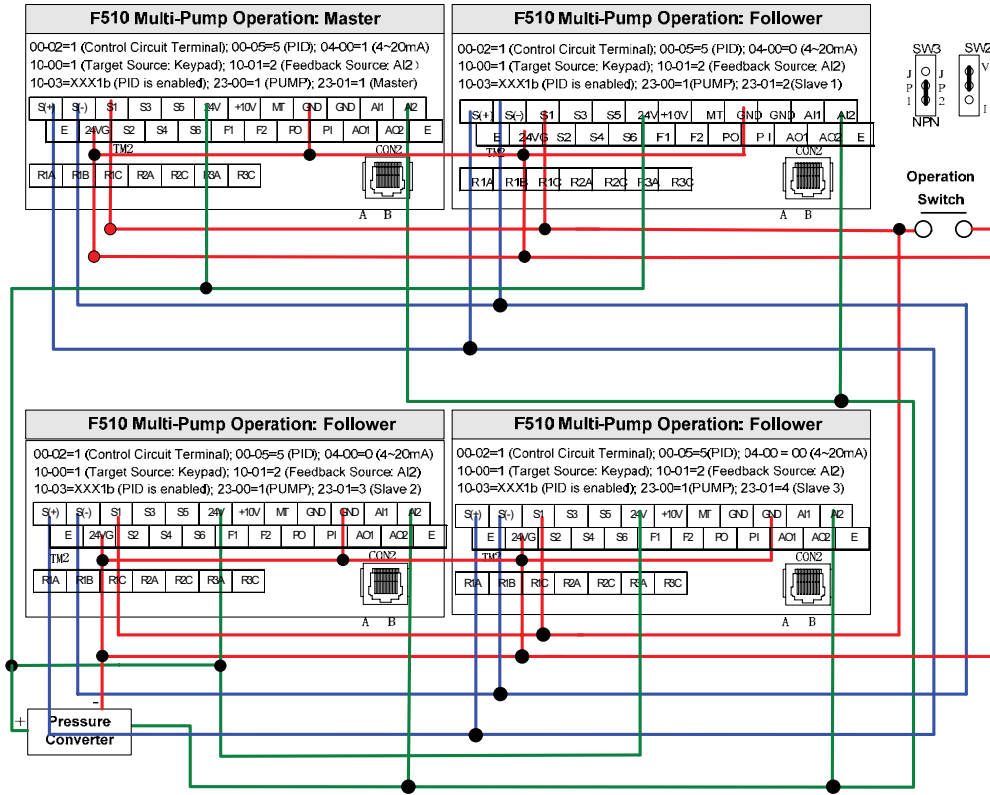 F510 Multi-Pump Operation: Master
00-02=1 (Control Circuit Terminal); 00-05=5 (PID); 04-00=1 (4~20mA)
10-00=1 (Target Source: Keypad); 10-01=2 (Feedback Source: AI2)
10-03=XXX1b (PID is enabled); 23-00=1 (PUMP); 23-01=1 (Master)
S(+) S(-) S1 S3 S5 24V +10V MT GND GND AI1 AI2
E 24VG S2 S4 S6 F1 F2 PO PI AO1 AO2 E
TM2 CON2
R1A R1B R1C R2A R2C R3A R3C
A B
F510 Multi-Pump Operation: Follower
00-02=1 (Control Circuit Terminal); 00-05=5 (PID); 04-00=0 (4~20mA)
10-00=1 (Target Source: Keypad); 10-01=2 (Feedback Source: AI2)
10-03=XXX1b (PID is enabled); 23-00=1 (PUMP); 23-01=2(Slave 1)
S(+) S(-) S1 S3 S5 24V +10V MT GND GND AI1 AI2
E 24VG S2 S4 S6 F1 F2 PO PI AO1 AO2 E
TM2 CON2
R1A R1B R1C R2A R2C R3A R3C
A B
SW3 SW2
J J V
P P
I 2 I
NPN
Operation
Switch
F510 Multi-Pump Operation: Follower
00-02=1 (Control Circuit Terminal); 00-05=5 (PID); 04-00=0 (4~20mA)
10-00=1 (Target Source: Keypad); 10-01=2 (Feedback Source: AI2)
10-03=XXX1b (PID is enabled); 23-00=1(PUMP); 23-01=3 (Slave 2)
S(+) S(-) S1 S3 S5 24V +10V MT GND GND AI1 AI2
E 24VG S2 S4 S6 F1 F2 PO PI AO1 AO2 E
TM2 CON2
R1A R1B R1C R2A R2C R3A R3C
A B
F510 Multi-Pump Operation: Follower
00-02=1 (Control Circuit Terminal); 00-05=5(PID); 04-00 = 00 (4~20mA)
10-00=1 (Target Source: Keypad); 10-01=2 (Feedback Source: AI2)
10-03=XXX1b (PID is enabled); 23-00=1(PUMP); 23-01=4 (Slave 3)
S(+) S(-) S1 S3 S5 24V +10V MT GND GND AI1 AI2
E 24VG S2 S4 S6 F1 F2 PO PI AO1 AO2 E
TM2 CON2
R1A R1B R1C R2A R2C R3A R3C
A B
+ -
Pressure
Converter